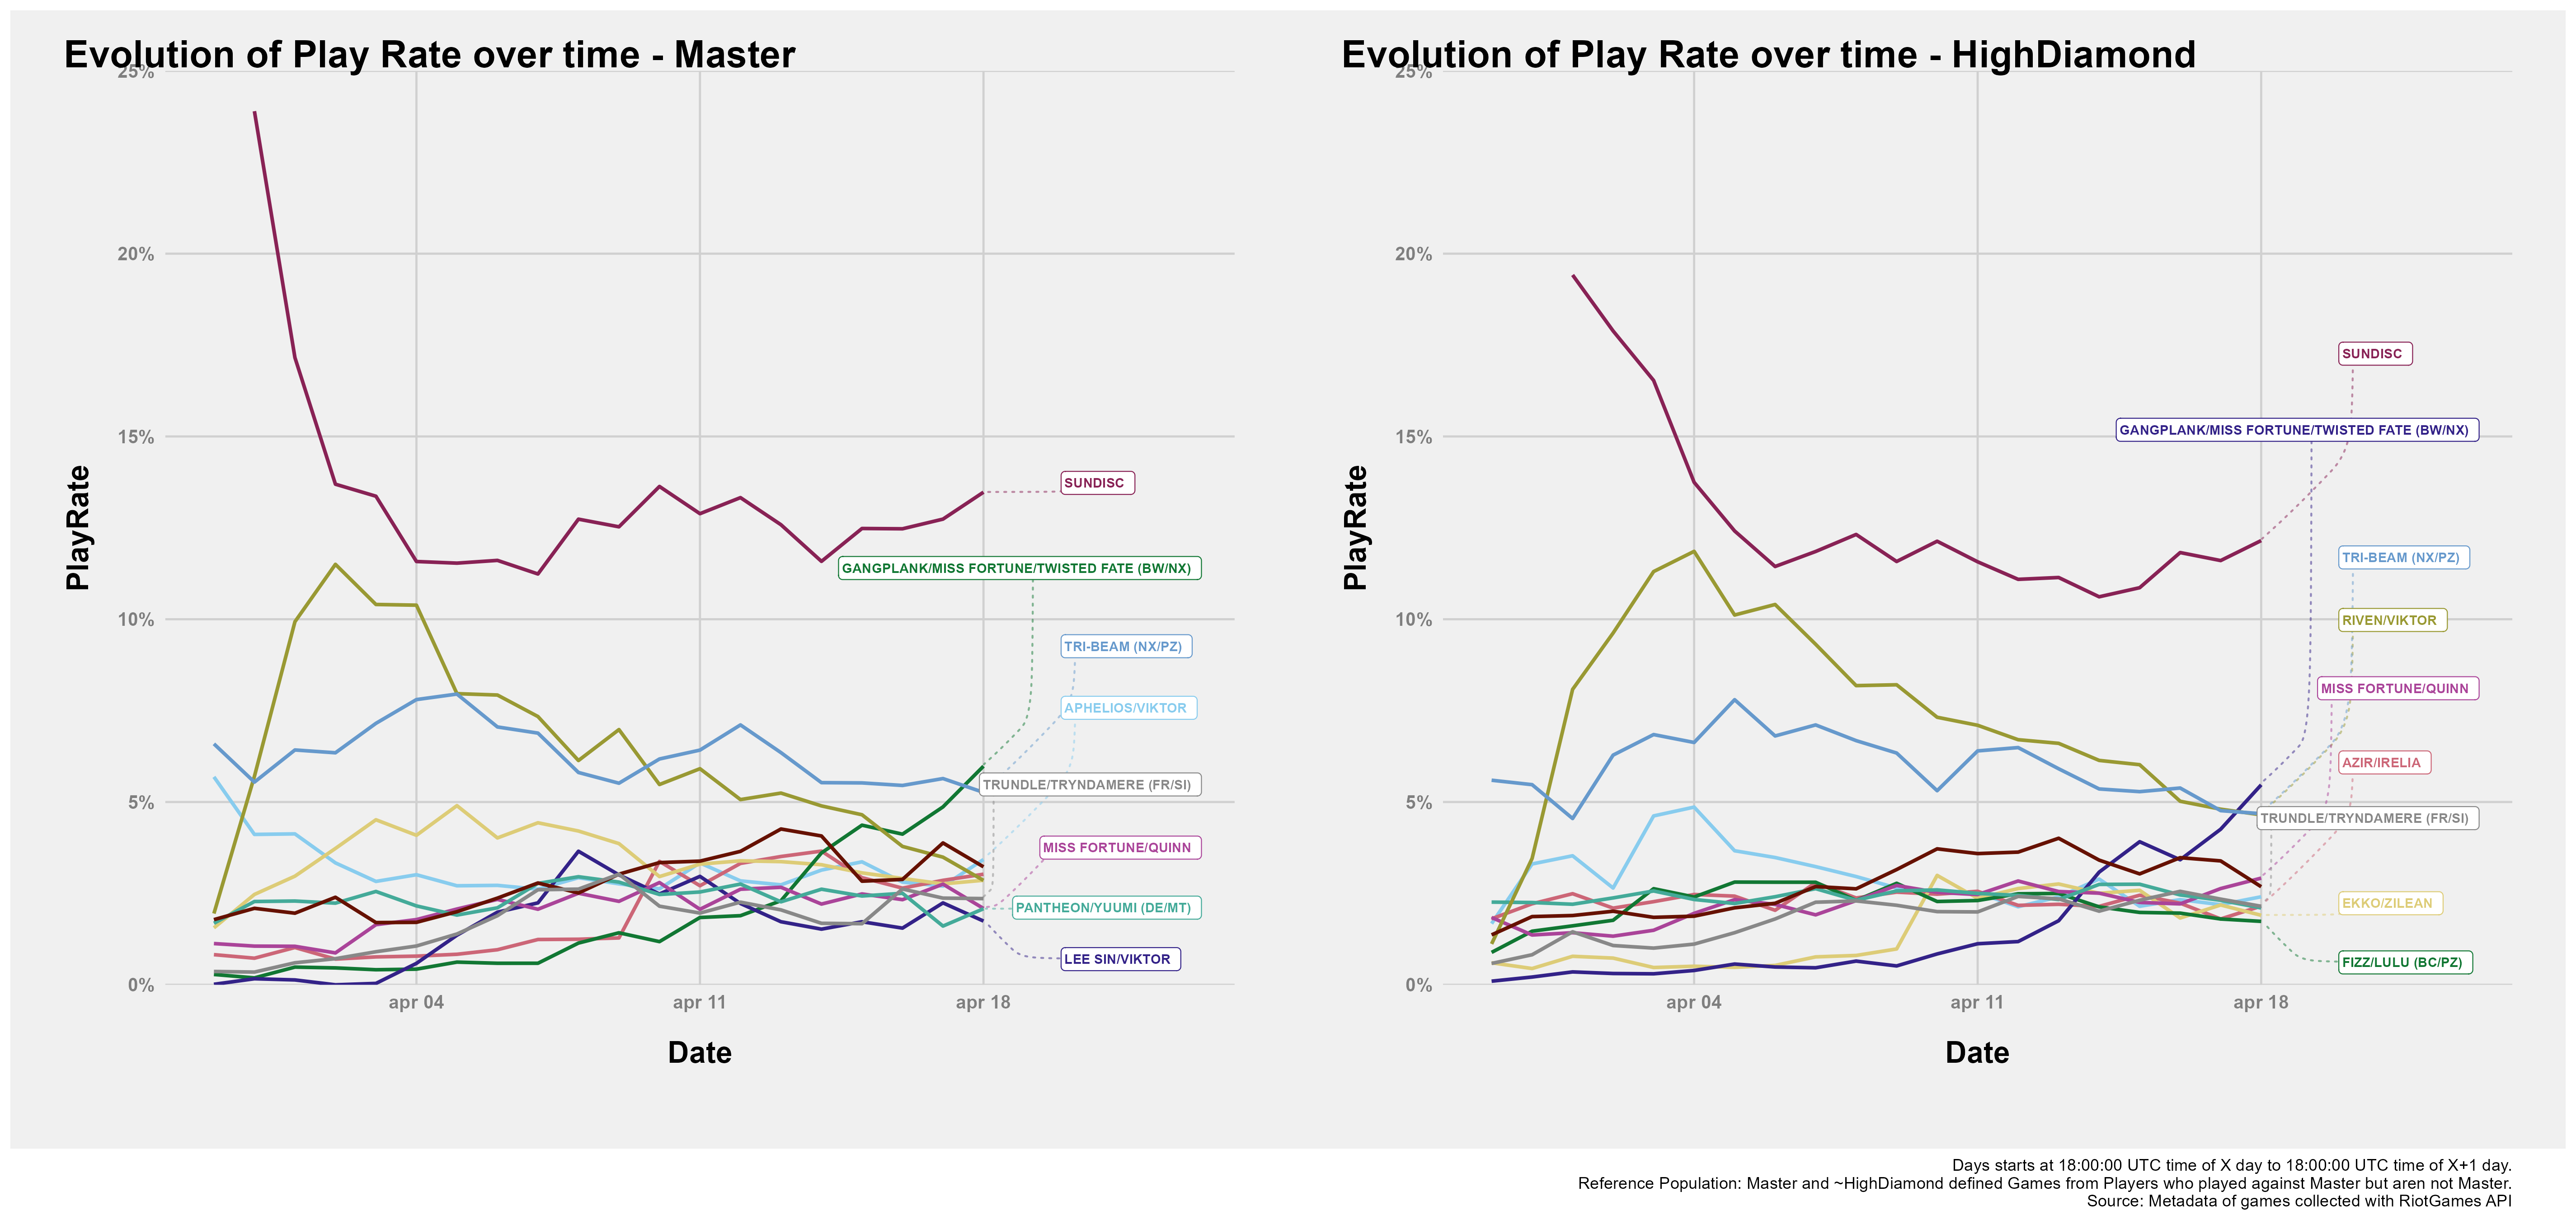 Evolution of Play Rate over time - Master
25%
20%
15%
10%
5%
0%
PlayRate
SUNDISC
GANGPLANK/MISS FORTUNE/TWISTED FATE (BW/NX)
TRI-BEAM (NX/PZ)
APHELIOS/VIKTOR
TRUNDLE/TRYNDAMERE (FR/SI)
MISS FORTUNE/QUINN
PANTHEON/YUUMI (DE/MT)
LEE SIN/VIKTOR
apr 04
apr 11
apr 18
Date
Evolution of Play Rate over time - HighDiamond
25%
20%
15%
10%
5%
0%
PlayRate
SUNDISC
GANGPLANK/MISS FORTUNE/TWISTED FATE (BW/NX)
TRI-BEAM (NX/PZ)
RIVEN/VIKTOR
MISS FORTUNE/QUINN
AZIR/IRELIA
TRUNDLE/TRYNDAMERE (FR/SI)
EKKO/ZILEAN
FIZZ/LULU (BC/PZ)
apr 04
apr 11
apr 18
Date
Days starts at 18:00:00 UTC time of X day to 18:00:00 UTC time of X+1 day.
Reference Population: Master and ~HighDiamond defined Games from Players who played against Master but aren not Master.
Source: Metadata of games collected with RiotGames API